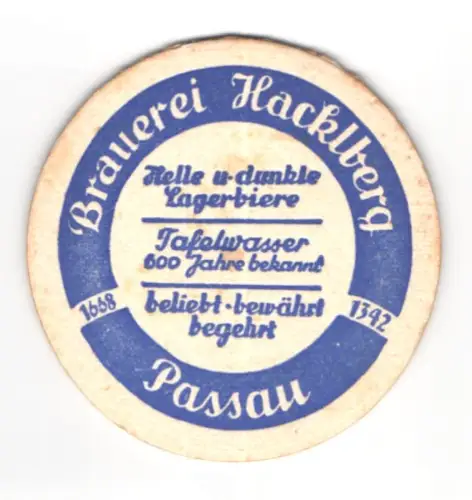 Brauerei Hacklberg
Helle u. dunkle
Lagerbiere
Tafelwasser
600 Jahre bekannt
beliebt · bewährt
begehrt
1668
1342
Passau